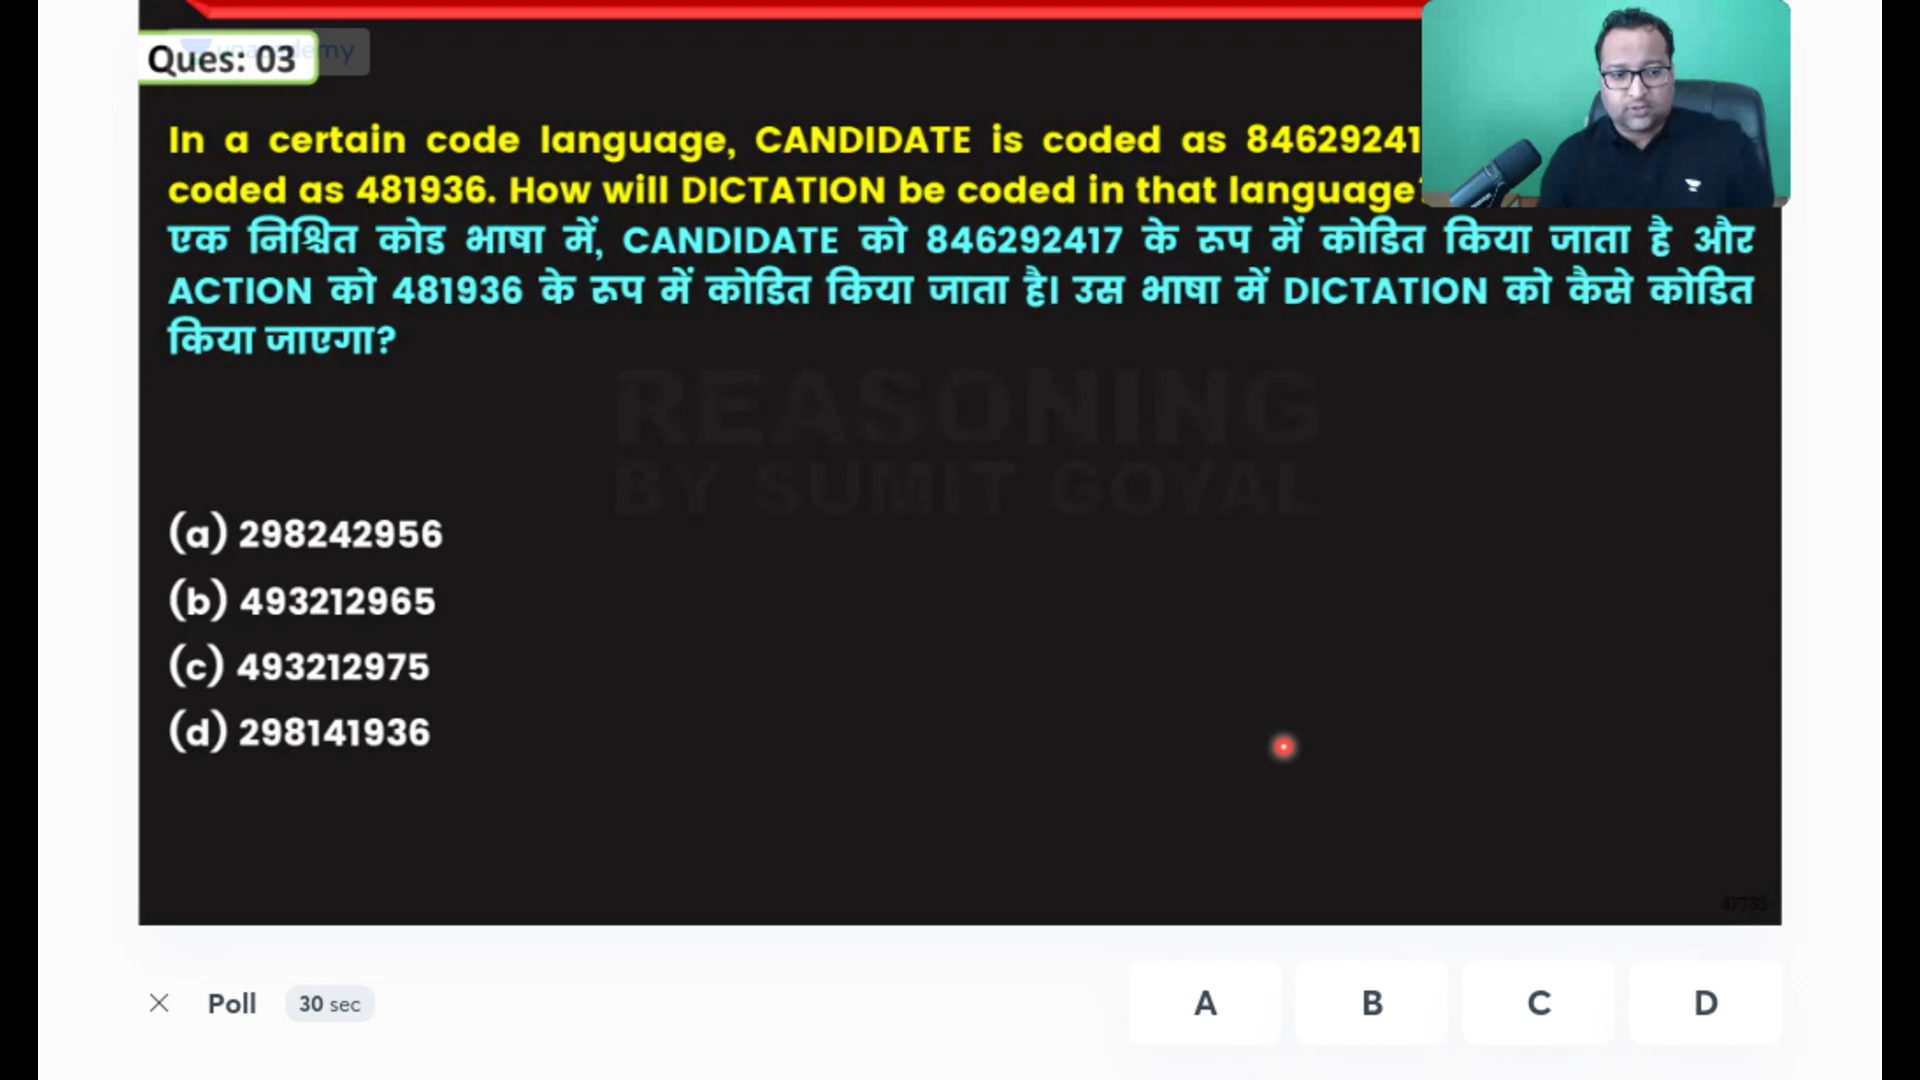 Ques: 03
In a certain code language, CANDIDATE is coded as 84629241
coded as 481936. How will DICTATION be coded in that language?
एक निश्चित कोड भाषा में, CANDIDATE को 846292417 के रूप में कोडित किया जाता है और
ACTION को 481936 के रूप में कोडित किया जाता है। उस भाषा में DICTATION को कैसे कोडित
किया जाएगा?
REASONING
BY SUMIT GOYAL
(a) 298242956
(b) 493212965
(c) 493212975
(d) 298141936
Poll 30 sec A B C D